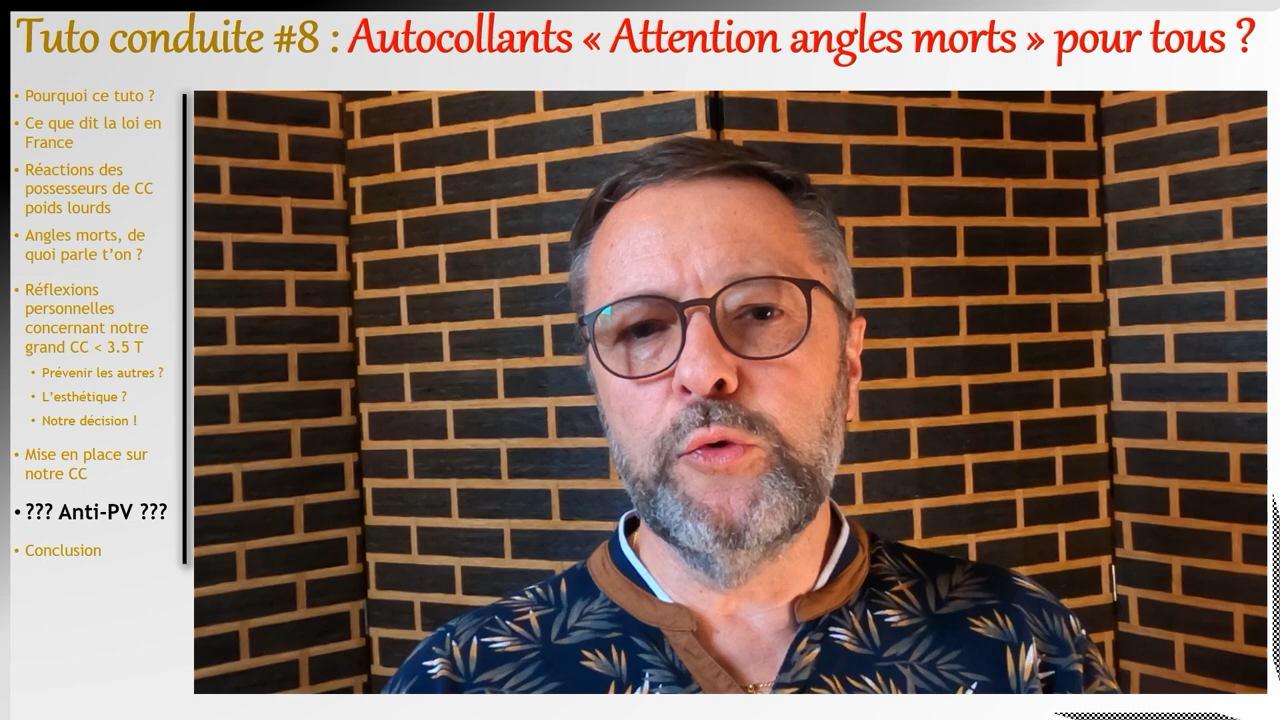 Tuto conduite #8 : Autocollants « Attention angles morts » pour tous ?
• Pourquoi ce tuto ?
• Ce que dit la loi en
France
• Réactions des
possesseurs de CC
poids lourds
• Angles morts, de
quoi parle t'on ?
• Réflexions
personnelles
concernant notre
grand CC < 3.5 T
• Prévenir les autres ?
• L'esthétique ?
• Notre décision !
• Mise en place sur
notre CC
• ??? Anti-PV ???
• Conclusion